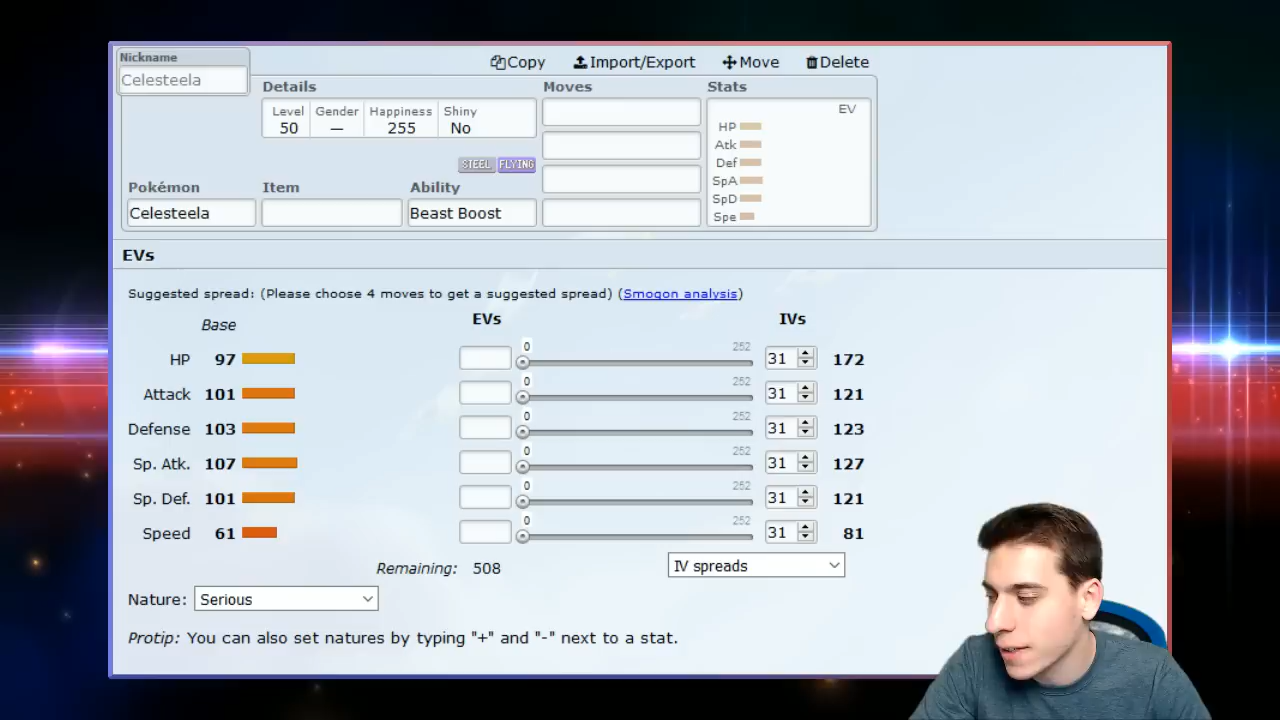 Nickname
Celesteela
Copy Import/Export Move Delete
Details Moves Stats
Level Gender Happiness Shiny
50 — 255 No
EV
HP
Atk
Def
SpA
SpD
Spe
STEEL FLYING
Pokémon Item Ability
Celesteela Beast Boost
EVs
Suggested spread: (Please choose 4 moves to get a suggested spread) (Smogon analysis)
Base EVs IVs
HP 97 0 252 31 172
Attack 101 0 252 31 121
Defense 103 0 252 31 123
Sp. Atk. 107 0 252 31 127
Sp. Def. 101 0 252 31 121
Speed 61 0 252 31 81
Remaining: 508 IV spreads
Nature: Serious
Protip: You can also set natures by typing "+" and "-" next to a stat.